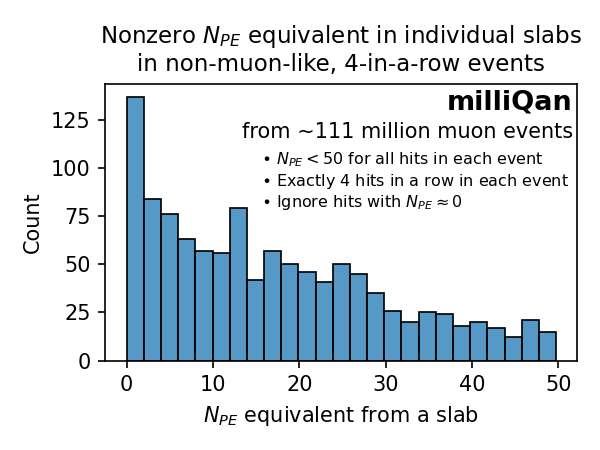 Nonzero N_PE equivalent in individual slabs
in non-muon-like, 4-in-a-row events
milliQan
from ~111 million muon events
• N_PE < 50 for all hits in each event
• Exactly 4 hits in a row in each event
• Ignore hits with N_PE ≈ 0
Count
125
100
75
50
25
0
0 10 20 30 40 50
N_PE equivalent from a slab